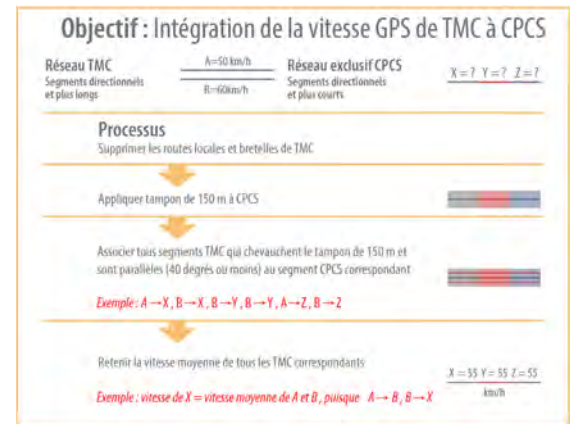 Objectif : Intégration de la vitesse GPS de TMC à CPCS
Réseau TMC
Segments directionnels
et plus longs
A=50 km/h
B=60km/h
Réseau exclusif CPCS
Segments directionnels
et plus courts
X = ? Y = ? Z = ?
Processus
Supprimer les routes locales et bretelles de TMC
Appliquer tampon de 150 m à CPCS
Associer tous segments TMC qui chevauchent le tampon de 150 m et
sont parallèles (40 degrés ou moins) au segment CPCS correspondant
Exemple : A → X , B → X , B → Y , B → Y , A → Z , B → Z
Retenir la vitesse moyenne de tous les TMC correspondants
Exemple : vitesse de X = vitesse moyenne de A et B , puisque A → B , B → X
X = 55 Y = 55 Z = 55
km/h